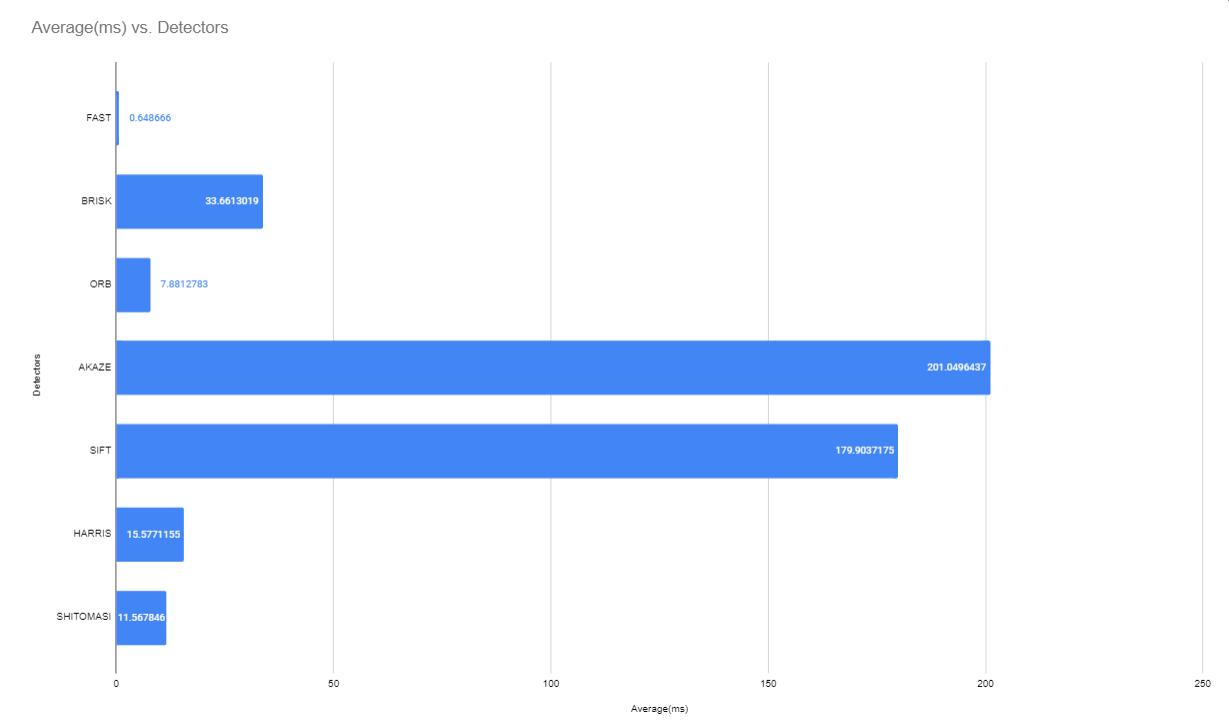 Average(ms) vs. Detectors
FAST 0.648666
BRISK 33.6613019
ORB 7.8812783
AKAZE 201.0496437
SIFT 179.9037175
HARRIS 15.5771155
SHITOMASI 11.567846
Detectors
0 50 100 150 200 250
Average(ms)